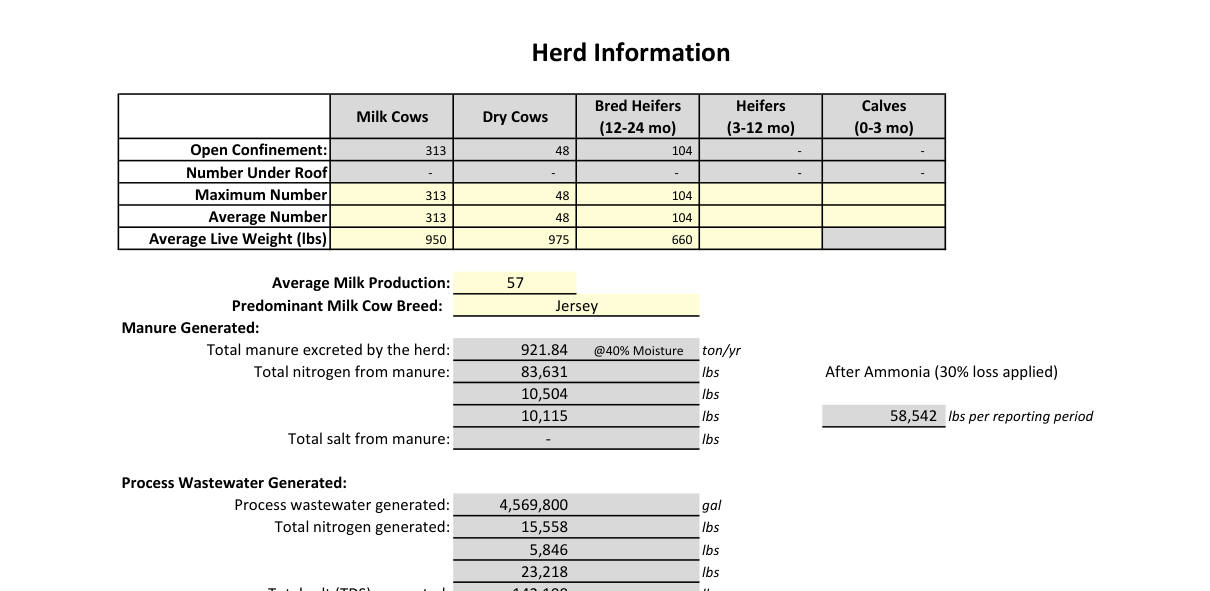 Herd Information
Milk Cows Dry Cows Bred Heifers (12-24 mo) Heifers (3-12 mo) Calves (0-3 mo)
Open Confinement: 313 48 104 - -
Number Under Roof - - - - -
Maximum Number 313 48 104
Average Number 313 48 104
Average Live Weight (lbs) 950 975 660
Average Milk Production: 57
Predominant Milk Cow Breed: Jersey
Manure Generated:
Total manure excreted by the herd: 921.84 @40% Moisture ton/yr
Total nitrogen from manure: 83,631 lbs After Ammonia (30% loss applied)
10,504 lbs
10,115 lbs 58,542 lbs per reporting period
Total salt from manure: - lbs
Process Wastewater Generated:
Process wastewater generated: 4,569,800 gal
Total nitrogen generated: 15,558 lbs
5,846 lbs
23,218 lbs